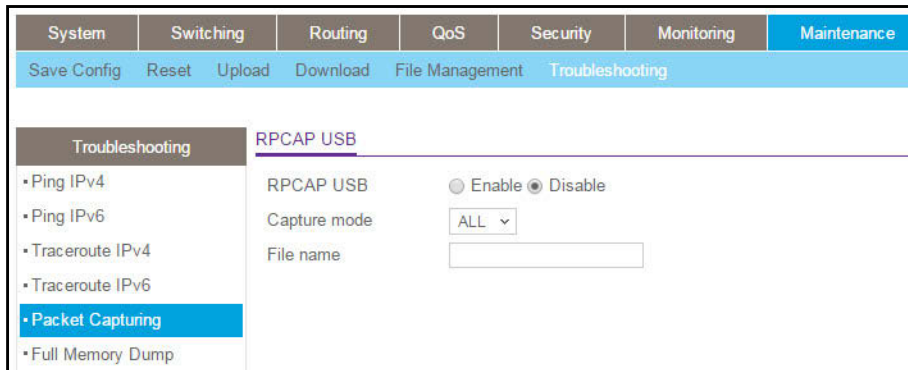 System Switching Routing QoS Security Monitoring Maintenance
Save Config Reset Upload Download File Management Troubleshooting
Troubleshooting
Ping IPv4
Ping IPv6
Traceroute IPv4
Traceroute IPv6
Packet Capturing
Full Memory Dump
RPCAP USB
RPCAP USB Enable Disable
Capture mode ALL
File name